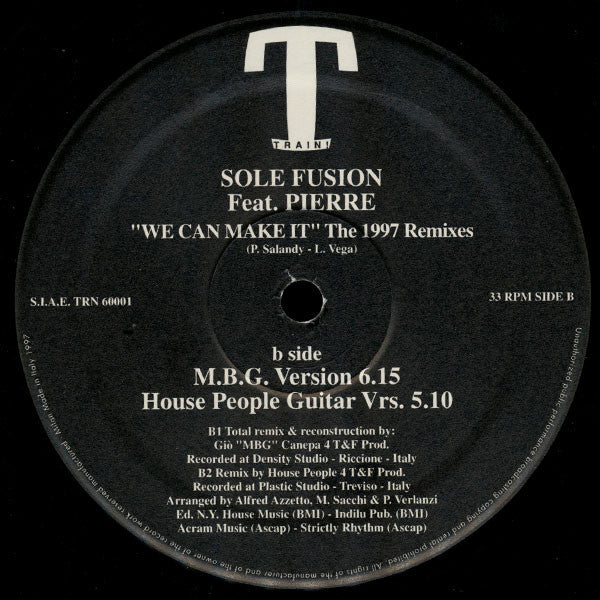 T
TRAIN!
SOLE FUSION
Feat. PIERRE
"WE CAN MAKE IT" The 1997 Remixes
(P. Salandy - L. Vega)
S.I.A.E. TRN 60001
33 RPM SIDE B
b side
M.B.G. Version 6.15
House People Guitar Vrs. 5.10
B1 Total remix & reconstruction by:
Giò "MBG" Canepa 4 T&F Prod.
Recorded at Density Studio - Riccione - Italy
B2 Remix by House People 4 T&F Prod.
Recorded at Plastic Studio - Treviso - Italy
Arranged by Alfred Azzetto, M. Sacchi & P. Verlanzi
Ed. N.Y. House Music (BMI) - Indilu Pub. (BMI)
Acram Music (Ascap) - Strictly Rhythm (Ascap)
Unauthorized public performance broadcasting copying and rental prohibited. All rights of the manufacturer and of the owner of the record work reserved. Milan Made in Italy 1997